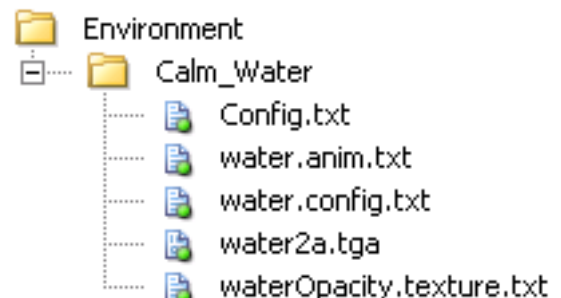 Environment
Calm_Water
Config.txt
water.anim.txt
water.config.txt
water2a.tga
waterOpacity.texture.txt